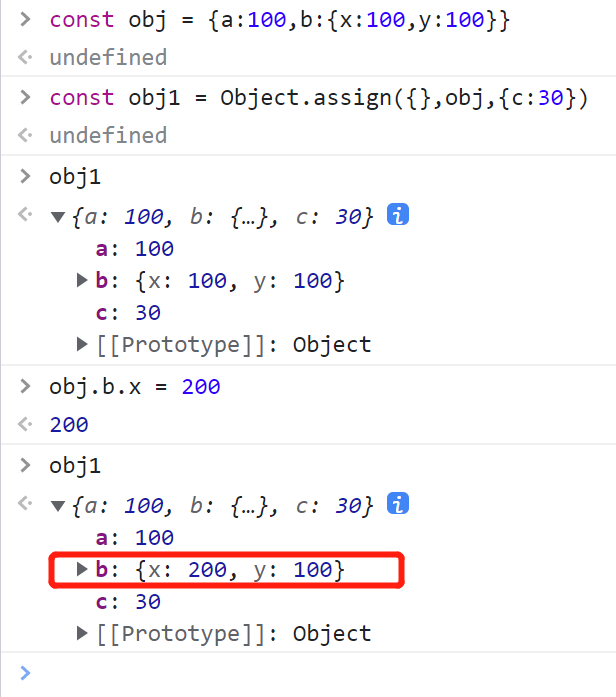 > const obj = {a:100,b:{x:100,y:100}}
undefined
> const obj1 = Object.assign({},obj,{c:30})
undefined
> obj1
▼{a: 100, b: {…}, c: 30} i
a: 100
▶b: {x: 100, y: 100}
c: 30
▶[[Prototype]]: Object
> obj.b.x = 200
200
> obj1
▼{a: 100, b: {…}, c: 30} i
a: 100
▶b: {x: 200, y: 100}
c: 30
▶[[Prototype]]: Object
>